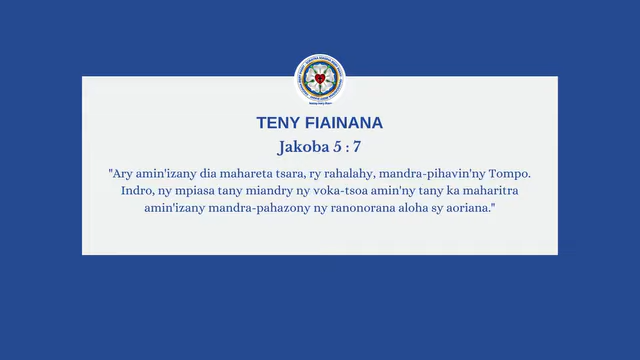 TENY FIAINANA
Jakoba 5 : 7
"Ary amin'izany dia mahareta tsara, ry rahalahy, mandra-pihavin'ny Tompo.
Indro, ny mpiasa tany miandry ny voka-tsoa amin'ny tany ka maharitra
amin'izany mandra-pahazony ny ranonorana aloha sy aoriana."